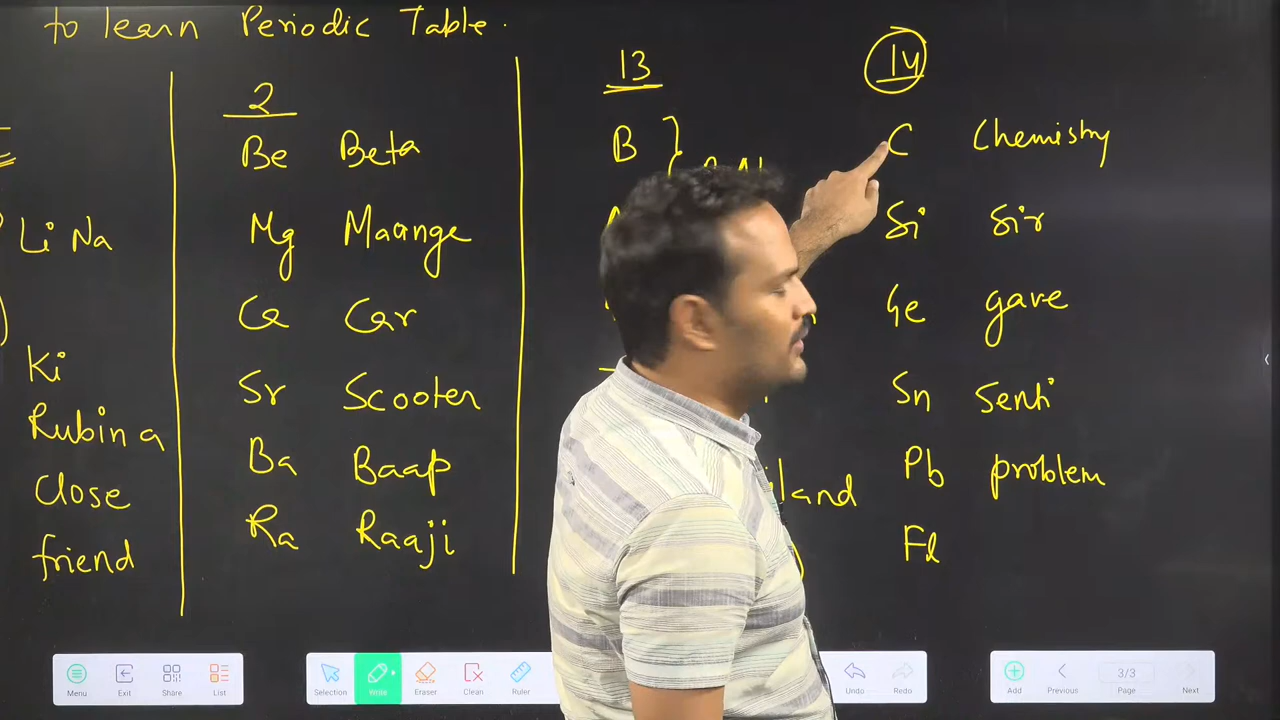 to learn Periodic Table.
2 13 14
Be Beta B C Chemistry
Li Na Mg Maange Si Sir
Ca Car Ge gave
Ki Sr Scooter Sn Senti
Rubina Ba Baap Pb problem
Close iland
Ra Raaji Fl
friend
Menu Exit Share List Selection Write Eraser Clean Ruler Undo Redo Add Previous 3/3 Page Next